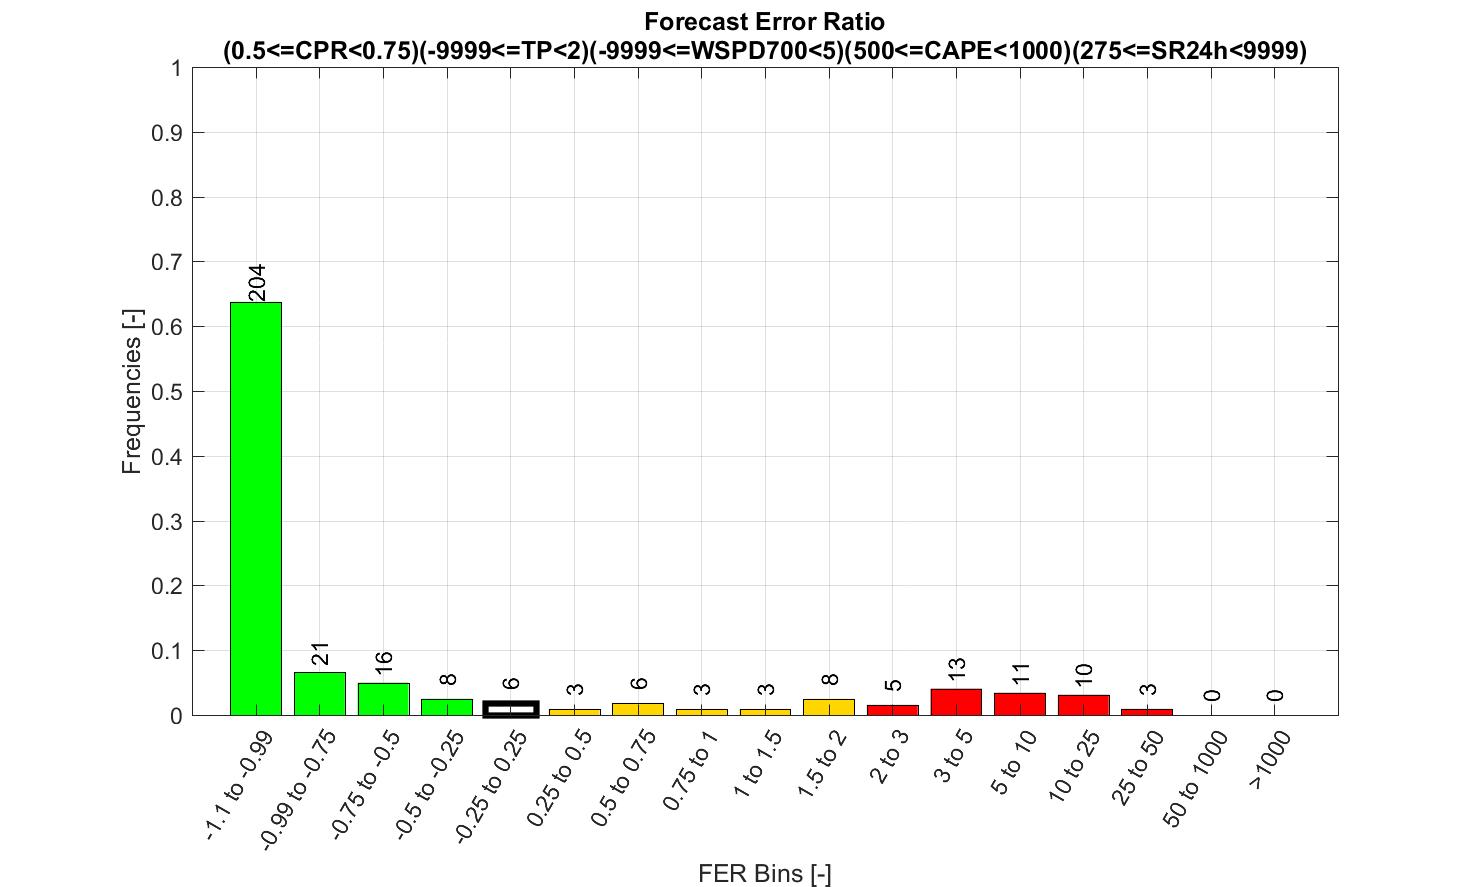 Forecast Error Ratio
(0.5<=CPR<0.75)(-9999<=TP<2)(-9999<=WSPD700<5)(500<=CAPE<1000)(275<=SR24h<9999)
Frequencies [-]
1
0.9
0.8
0.7
0.6
0.5
0.4
0.3
0.2
0.1
0
204
21
16
8
6
3
6
3
3
8
5
13
11
10
3
0
0
-1.1 to -0.99
-0.99 to -0.75
-0.75 to -0.5
-0.5 to -0.25
-0.25 to 0.25
0.25 to 0.5
0.5 to 0.75
0.75 to 1
1 to 1.5
1.5 to 2
2 to 3
3 to 5
5 to 10
10 to 25
25 to 50
50 to 1000
>1000
FER Bins [-]